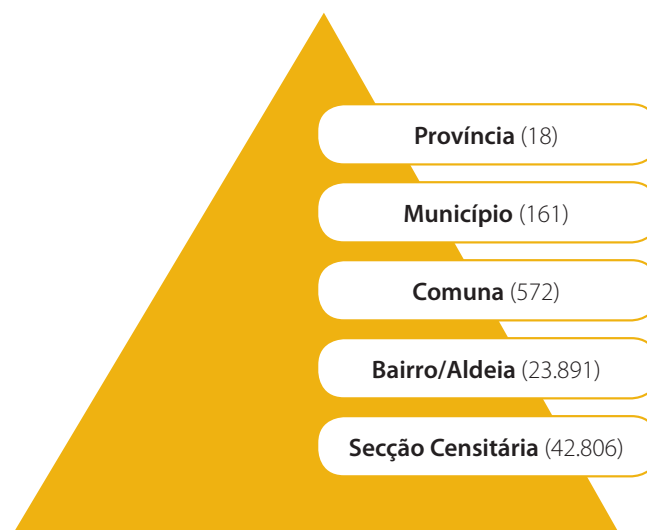 Província (18)
Município (161)
Comuna (572)
Bairro/Aldeia (23.891)
Secção Censitária (42.806)